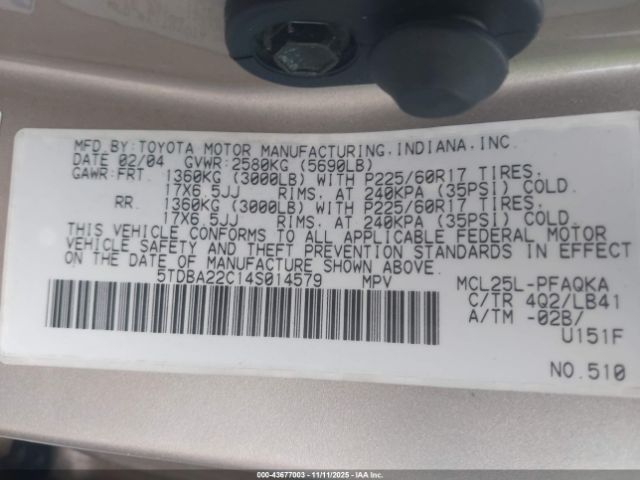 MFD.BY:TOYOTA MOTOR MANUFACTURING,INDIANA,INC.
DATE 02/04 GVWR:2580KG (5690LB)
GAWR:FRT. 1360KG (3000LB) WITH P225/60R17 TIRES,
17X6.5JJ RIMS, AT 240KPA (35PSI) COLD.
RR. 1360KG (3000LB) WITH P225/60R17 TIRES,
17X6.5JJ RIMS, AT 240KPA (35PSI) COLD.
THIS VEHICLE CONFORMS TO ALL APPLICABLE FEDERAL MOTOR
VEHICLE SAFETY AND THEFT PREVENTION STANDARDS IN EFFECT
ON THE DATE OF MANUFACTURE SHOWN ABOVE.
5TDBA22C14S014579 MPV MCL25L-PFAQKA
C/TR 4Q2/LB41
A/TM -02B/
U151F
NO.510
000-43677003 - 11/11/2025 - IAA Corp.